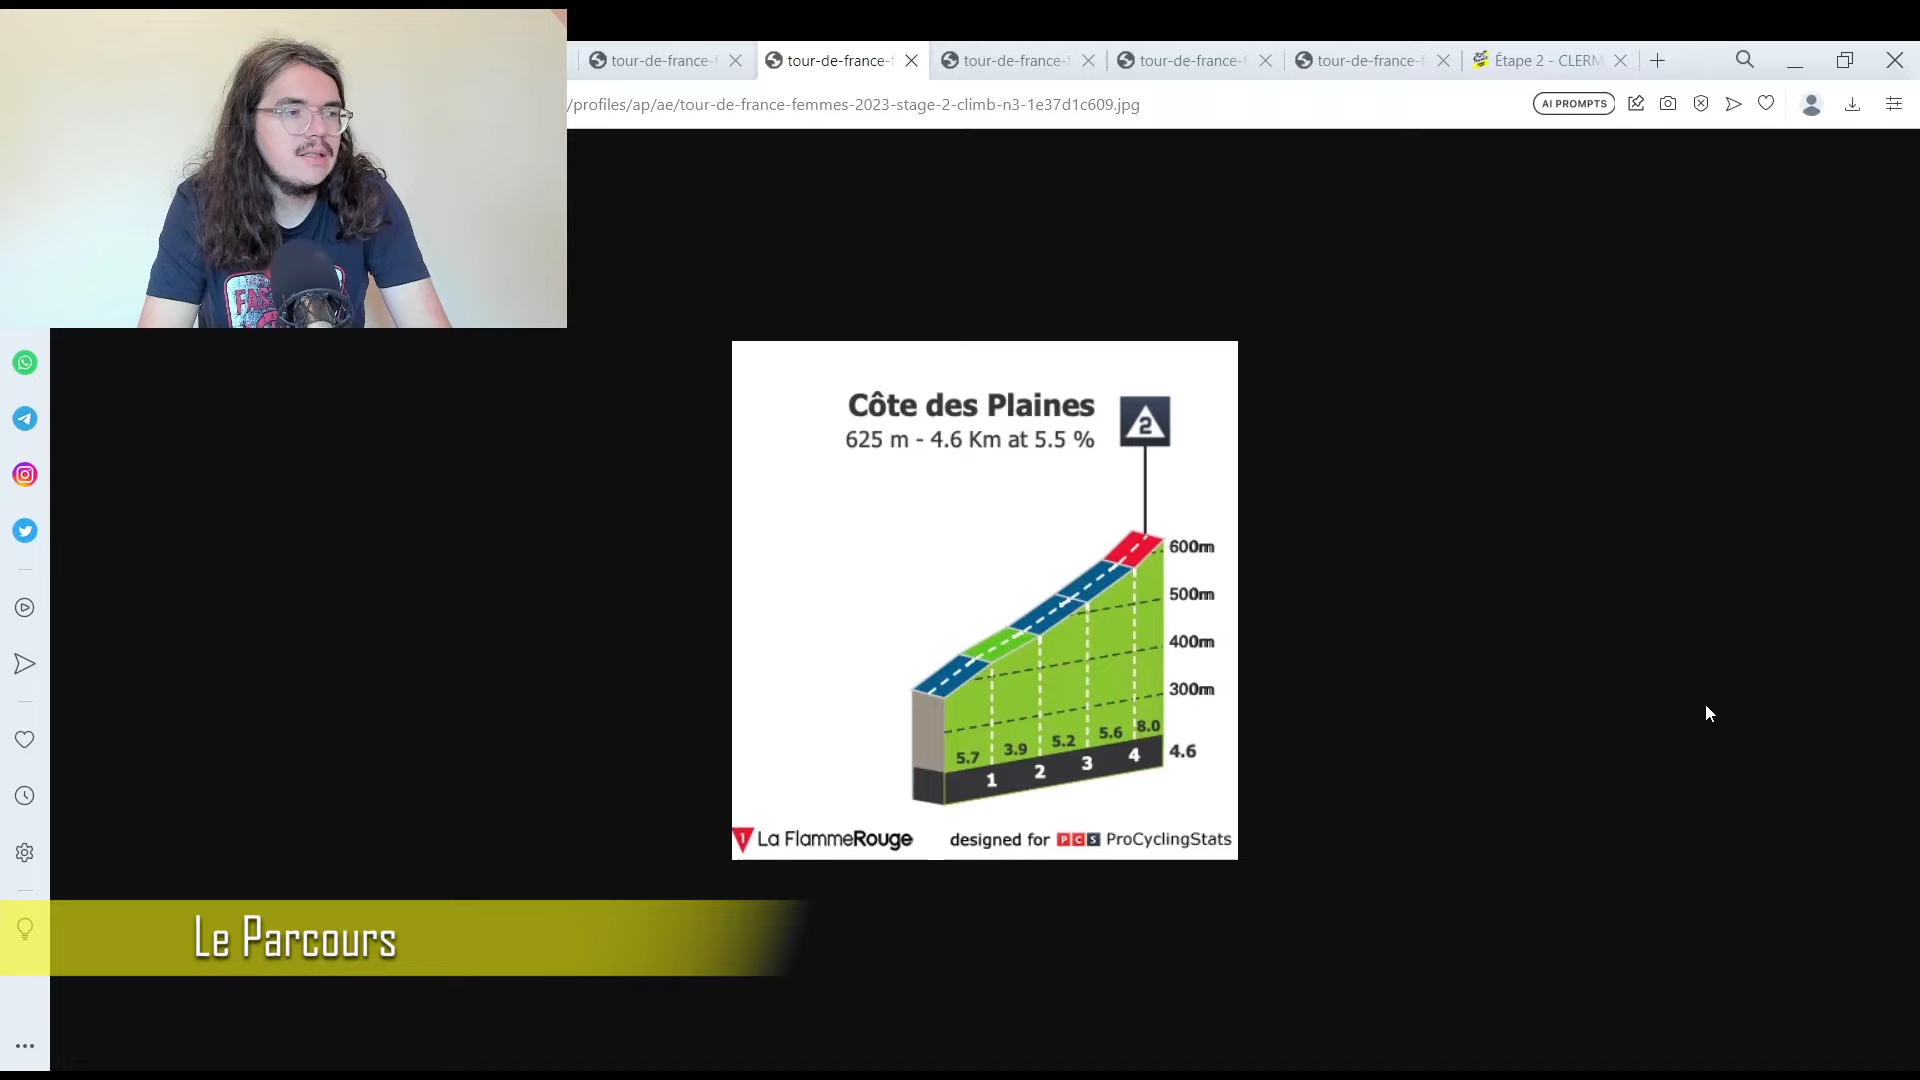 tour-de-france-f
tour-de-france-f
tour-de-france-f
tour-de-france-f
tour-de-france-f
Étape 2 - CLERM
/profiles/ap/ae/tour-de-france-femmes-2023-stage-2-climb-n3-1e37d1c609.jpg
AI PROMPTS
FAS
Côte des Plaines
2
625 m - 4.6 Km at 5.5 %
600m
500m
400m
300m
5.7 3.9 5.2 5.6 8.0
1 2 3 4 4.6
1 La FlammeRouge designed for PCS ProCyclingStats
Le Parcours